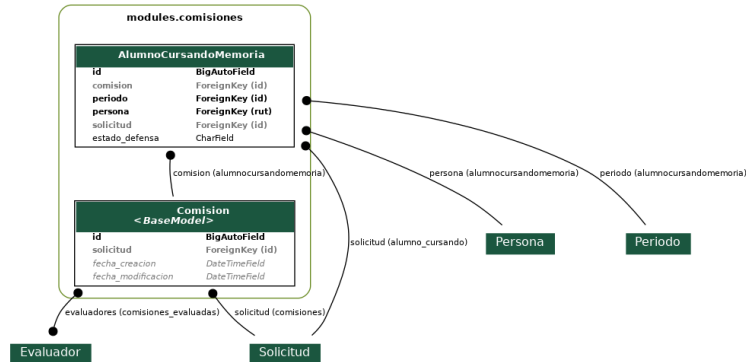 modules.comisiones
AlumnoCursandoMemoria
id BigAutoField
comision ForeignKey (id)
periodo ForeignKey (id)
persona ForeignKey (rut)
solicitud ForeignKey (id)
estado_defensa CharField
comision (alumnocursandomemoria)
persona (alumnocursandomemoria)
periodo (alumnocursandomemoria)
Comision
<BaseModel>
id BigAutoField
solicitud ForeignKey (id)
fecha_creacion DateTimeField
fecha_modificacion DateTimeField
solicitud (alumno_cursando)
Persona
Periodo
evaluadores (comisiones_evaluadas)
solicitud (comisiones)
Evaluador
Solicitud